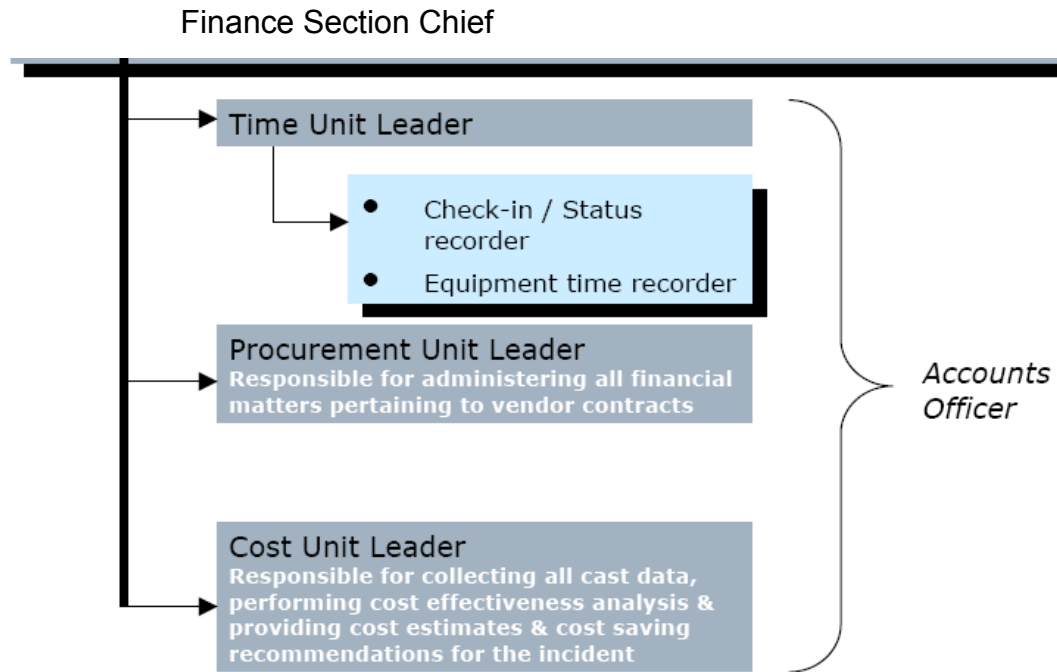 Finance Section Chief
Time Unit Leader
Check-in / Status
recorder
Equipment time recorder
Procurement Unit Leader
Responsible for administering all financial
matters pertaining to vendor contracts
Accounts
Officer
Cost Unit Leader
Responsible for collecting all cast data,
performing cost effectiveness analysis &
providing cost estimates & cost saving
recommendations for the incident